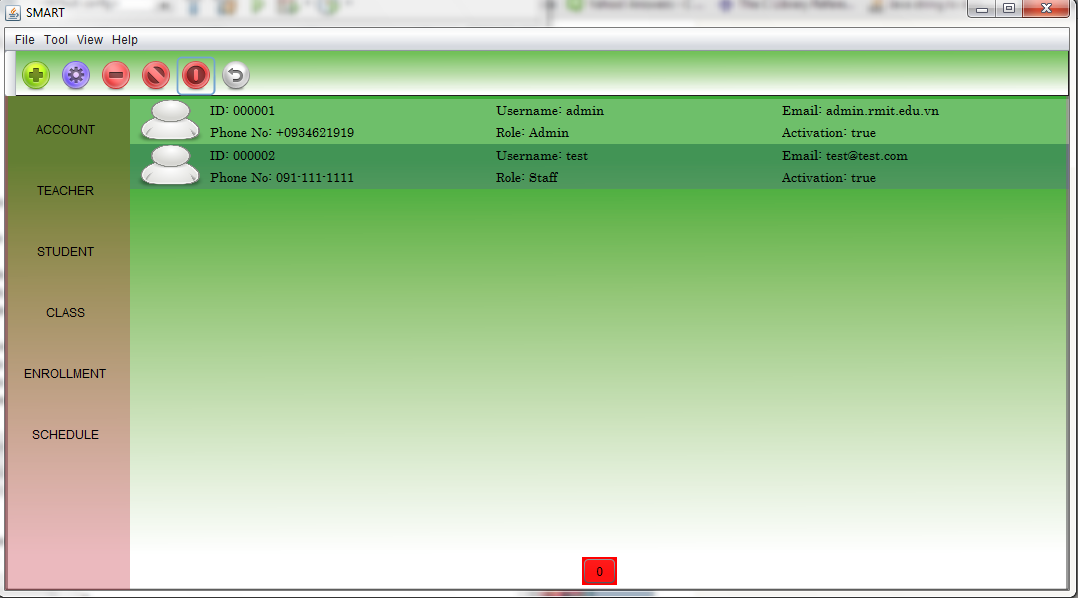 SMART
File Tool View Help
ACCOUNT
TEACHER
STUDENT
CLASS
ENROLLMENT
SCHEDULE
ID: 000001 Username: admin Email: admin.rmit.edu.vn
Phone No: +0934621919 Role: Admin Activation: true
ID: 000002 Username: test Email: test@test.com
Phone No: 091-111-1111 Role: Staff Activation: true
0